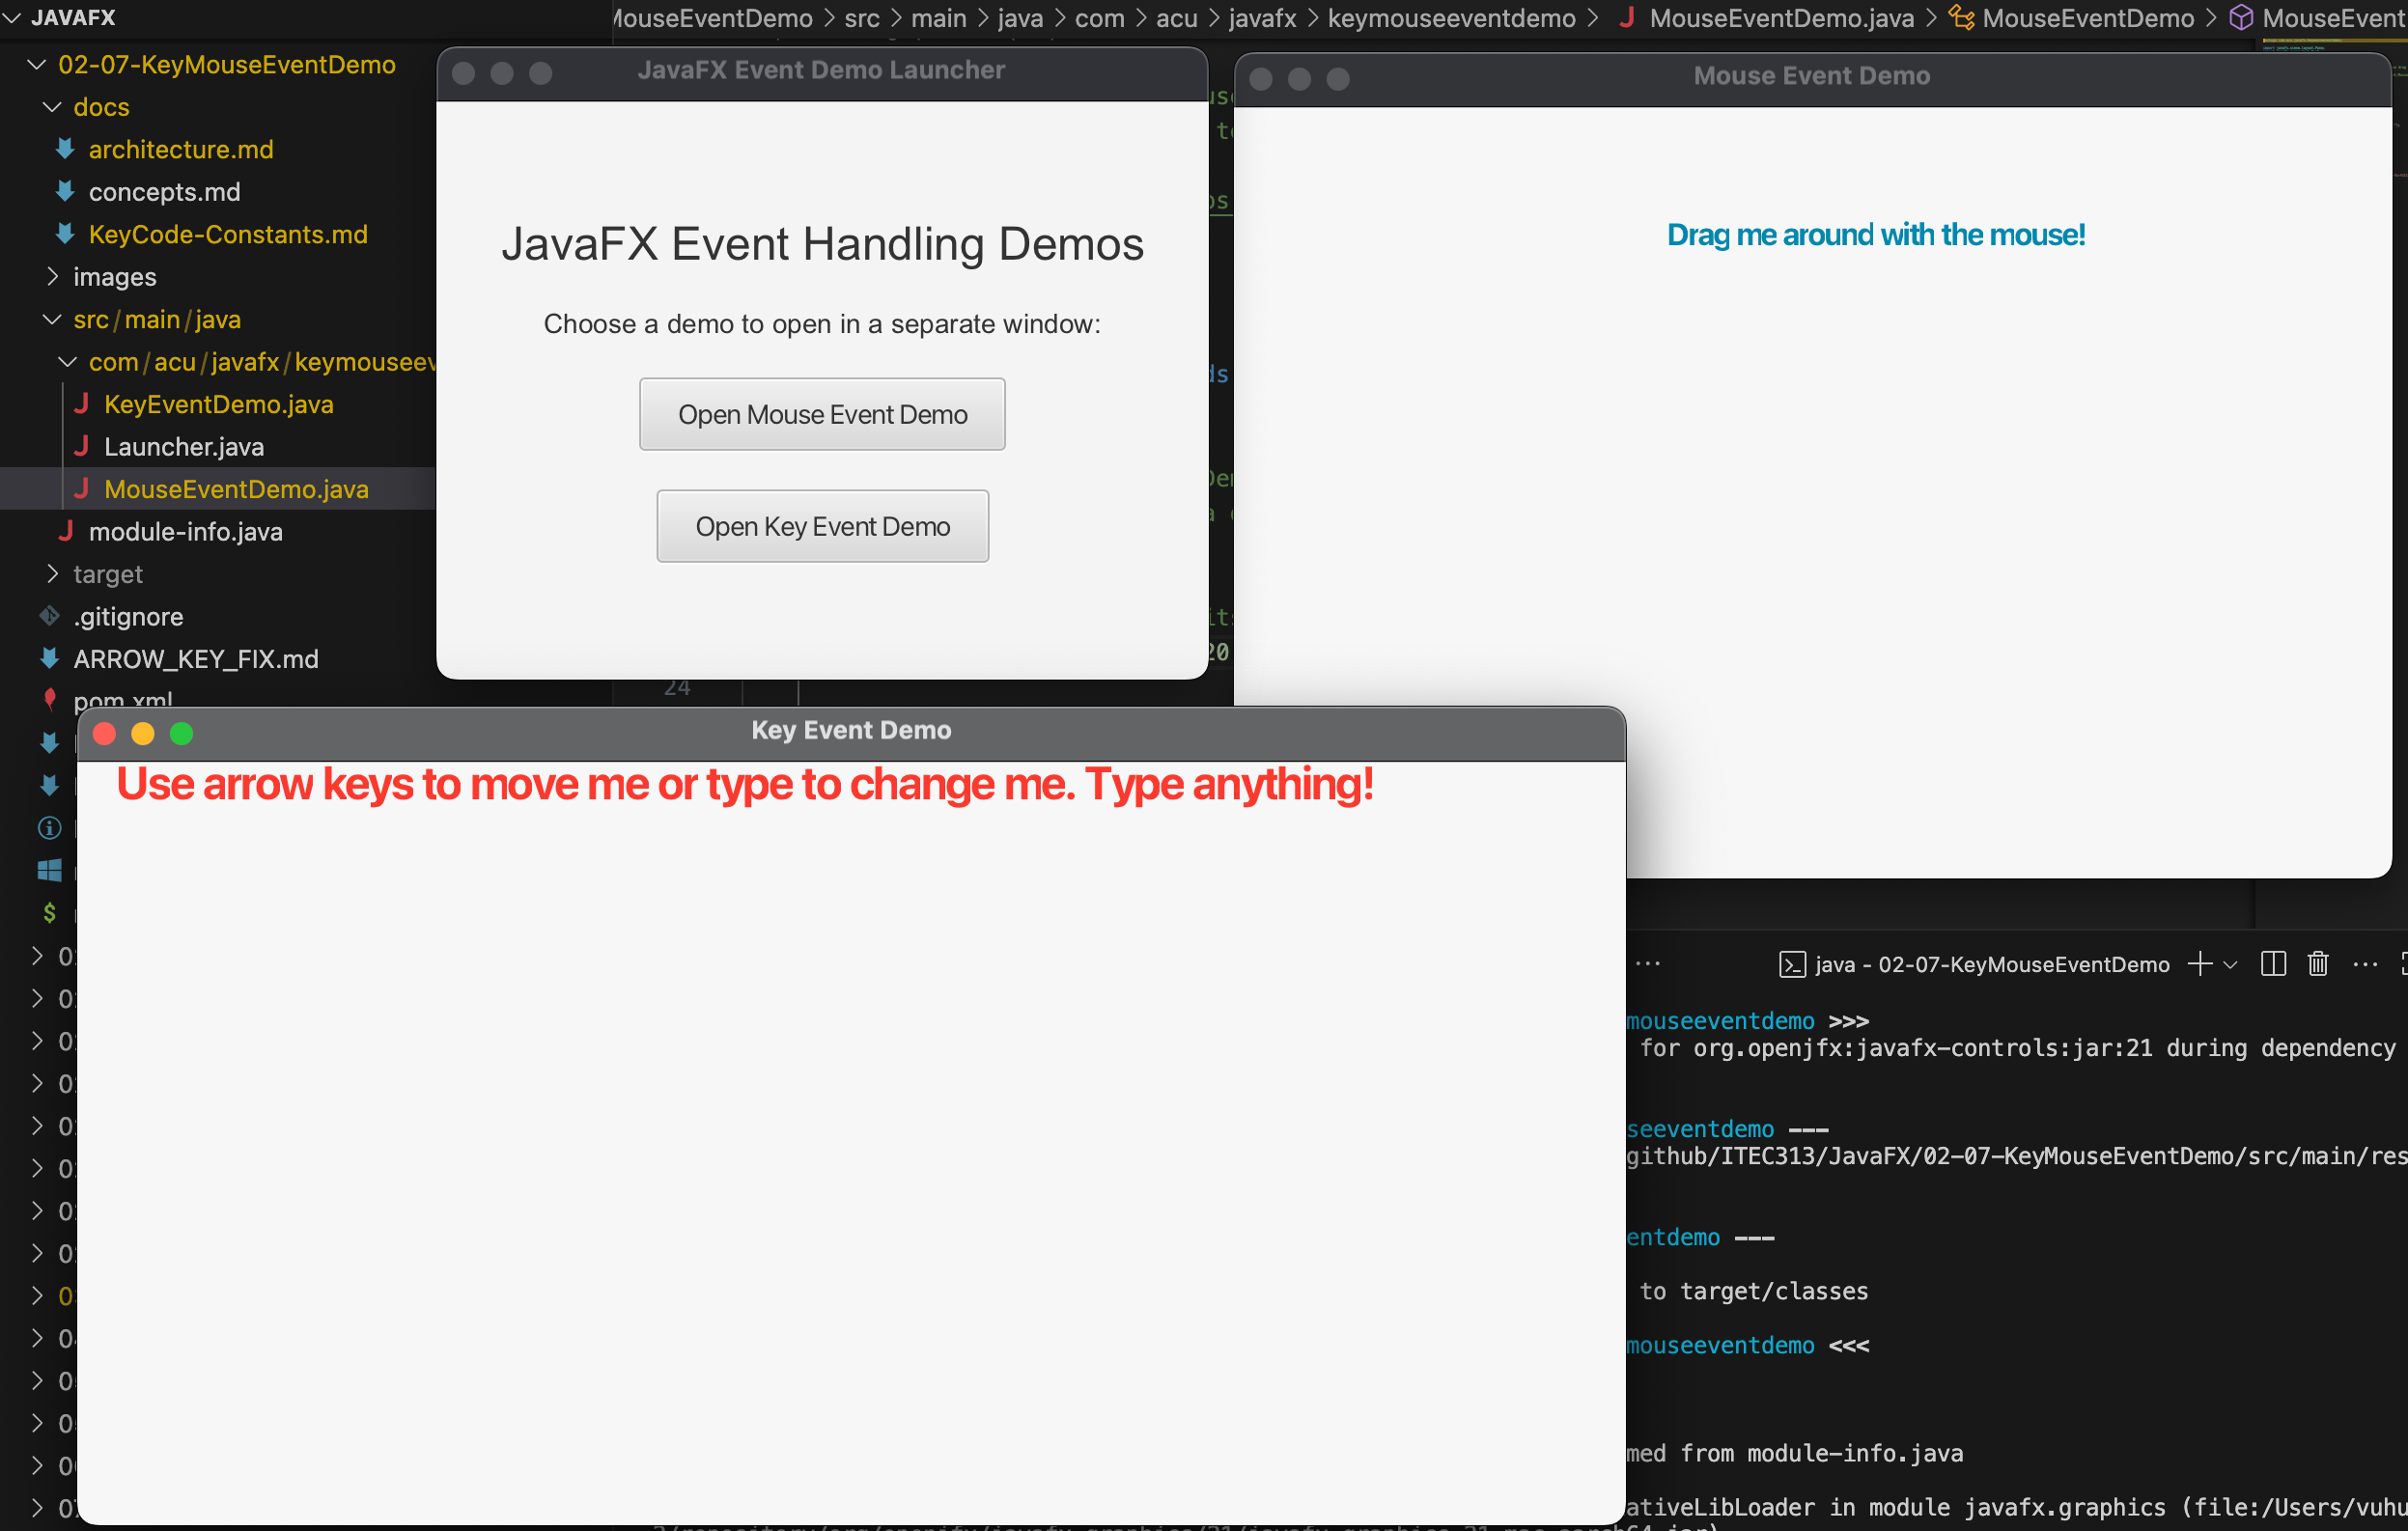 JAVAFX
MouseEventDemo > src > main > java > com > acu > javafx > keymouseeventdemo > MouseEventDemo.java > MouseEventDemo > MouseEvent
02-07-KeyMouseEventDemo
docs
architecture.md
concepts.md
KeyCode-Constants.md
images
src/main/java
com/acu/javafx/keymouseev
KeyEventDemo.java
Launcher.java
MouseEventDemo.java
module-info.java
target
.gitignore
ARROW_KEY_FIX.md
pom.xml
JavaFX Event Demo Launcher
JavaFX Event Handling Demos
Choose a demo to open in a separate window:
Open Mouse Event Demo
Open Key Event Demo
24
Mouse Event Demo
Drag me around with the mouse!
Key Event Demo
Use arrow keys to move me or type to change me. Type anything!
java - 02-07-KeyMouseEventDemo
mouseeventdemo >>>
for org.openjfx:javafx-controls:jar:21 during dependency
seeventdemo ---
github/ITEC313/JavaFX/02-07-KeyMouseEventDemo/src/main/res
entdemo ---
to target/classes
mouseeventdemo <<<
med from module-info.java
ativeLibLoader in module javafx.graphics (file:/Users/vuhu